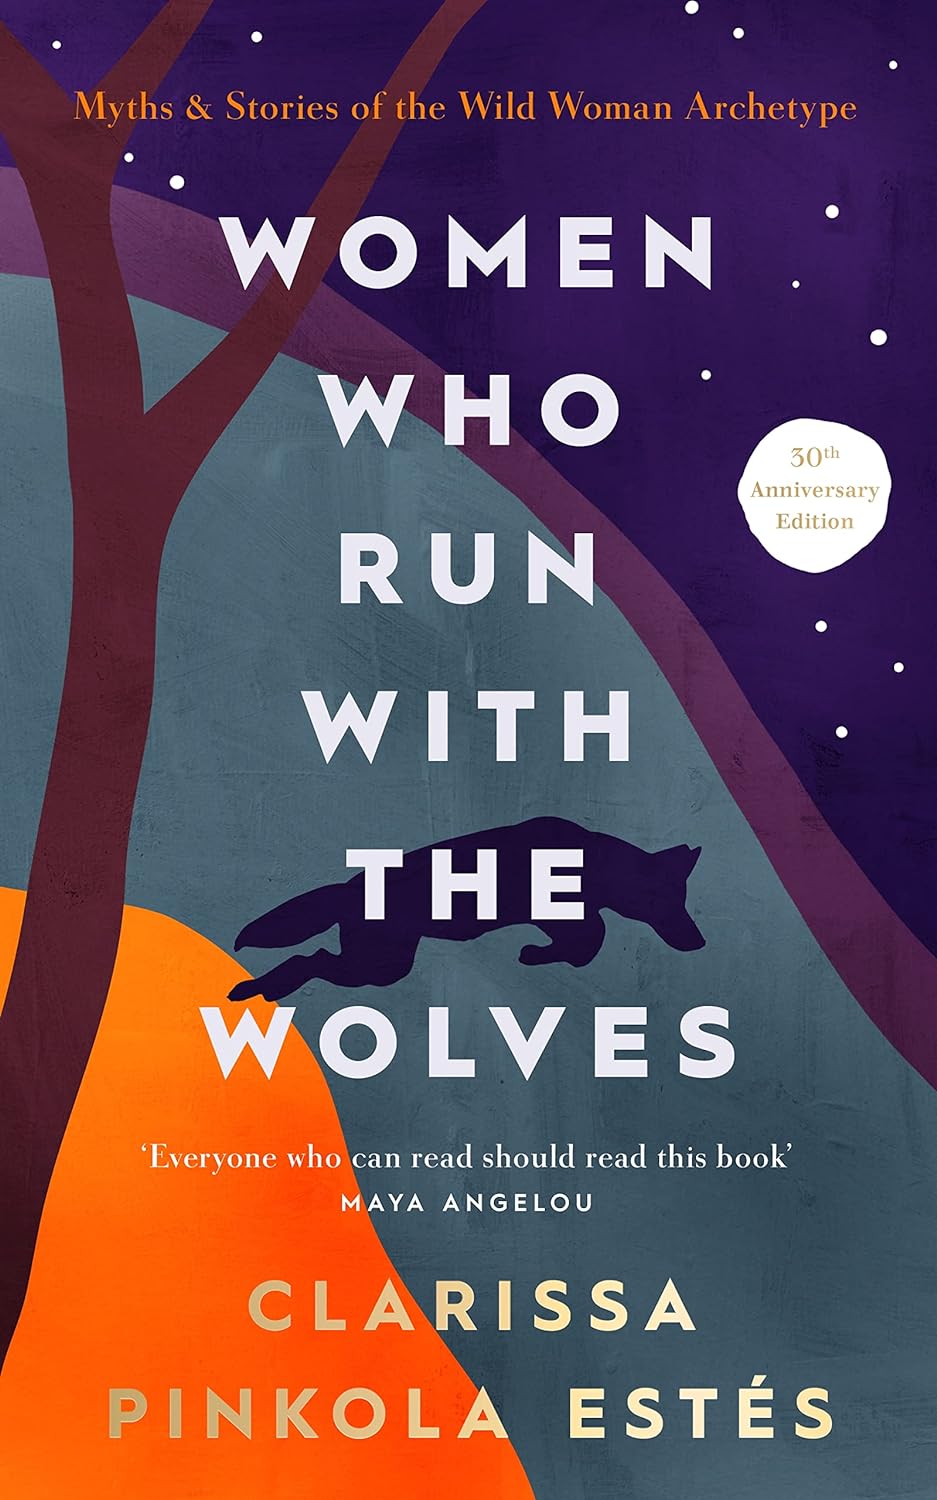 Myths & Stories of the Wild Woman Archetype
WOMEN
WHO
RUN
WITH
THE
WOLVES
30th
Anniversary
Edition
‘Everyone who can read should read this book’
MAYA ANGELOU
CLARISSA
PINKOLA ESTÉS